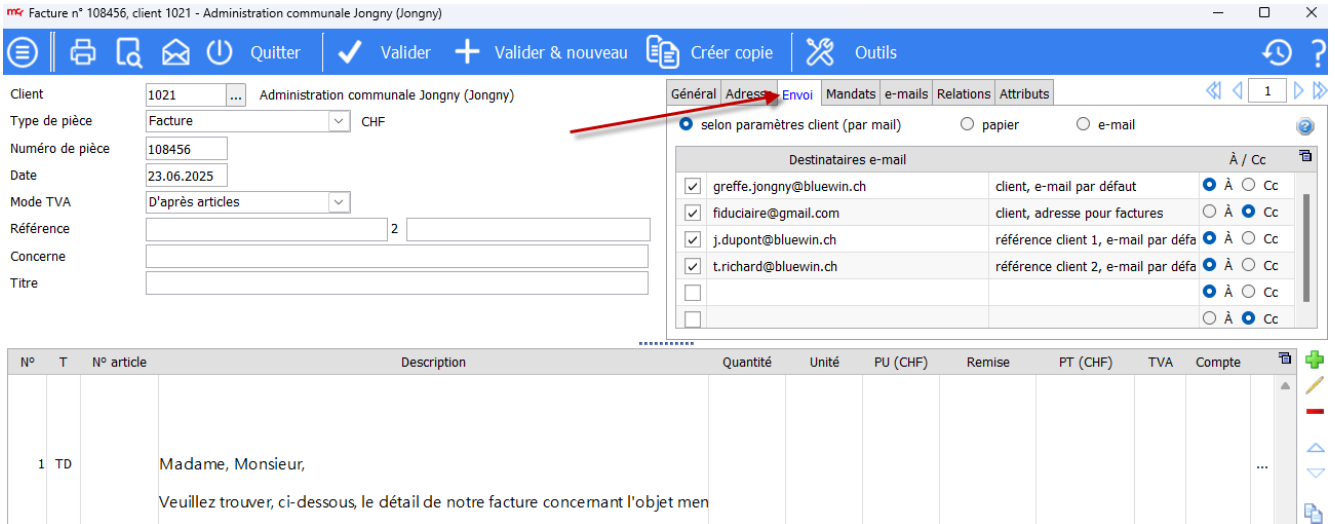 mcr Facture n° 108456, client 1021 - Administration communale Jongny (Jongny)
Quitter Valider Valider & nouveau Créer copie Outils ?
Client 1021 ... Administration communale Jongny (Jongny)
Type de pièce Facture CHF
Numéro de pièce 108456
Date 23.06.2025
Mode TVA D'après articles
Référence 2
Concerne
Titre
Général Adresse Envoi Mandats e-mails Relations Attributs 1
selon paramètres client (par mail) papier e-mail ?
Destinataires e-mail À / Cc
greffe.jongny@bluewin.ch client, e-mail par défaut À Cc
fiduciaire@gmail.com client, adresse pour factures À Cc
j.dupont@bluewin.ch référence client 1, e-mail par défa À Cc
t.richard@bluewin.ch référence client 2, e-mail par défa À Cc
À Cc
À Cc
Nº T Nº article Description Quantité Unité PU (CHF) Remise PT (CHF) TVA Compte
1 TD Madame, Monsieur, ...
Veuillez trouver, ci-dessous, le détail de notre facture concernant l'objet men